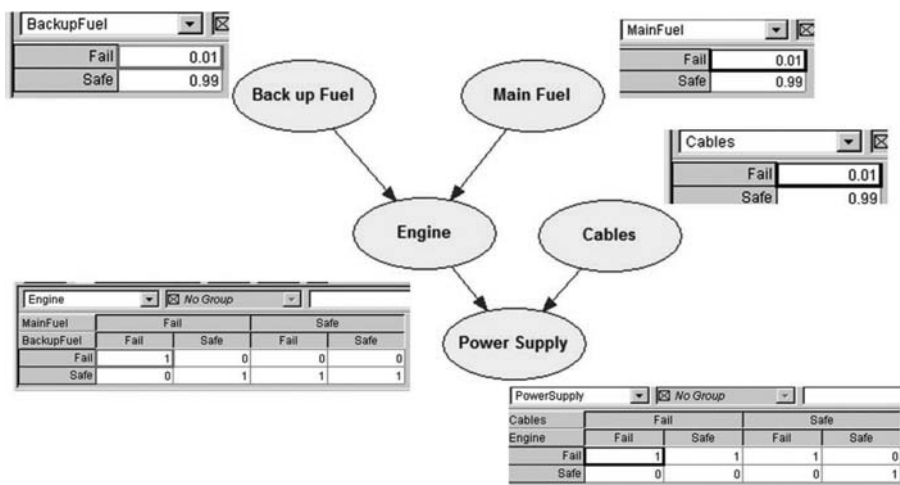 BackupFuel
Fail 0.01
Safe 0.99
MainFuel
Fail 0.01
Safe 0.99
Back up Fuel
Main Fuel
Cables
Fail 0.01
Safe 0.99
Engine
Cables
Engine No Group
MainFuel Fail Safe
BackupFuel Fail Safe Fail Safe
Fail 1 0 0 0
Safe 0 1 1 1
Power Supply
PowerSupply No Group
Cables Fail Safe
Engine Fail Safe Fail Safe
Fail 1 1 1 0
Safe 0 0 0 1